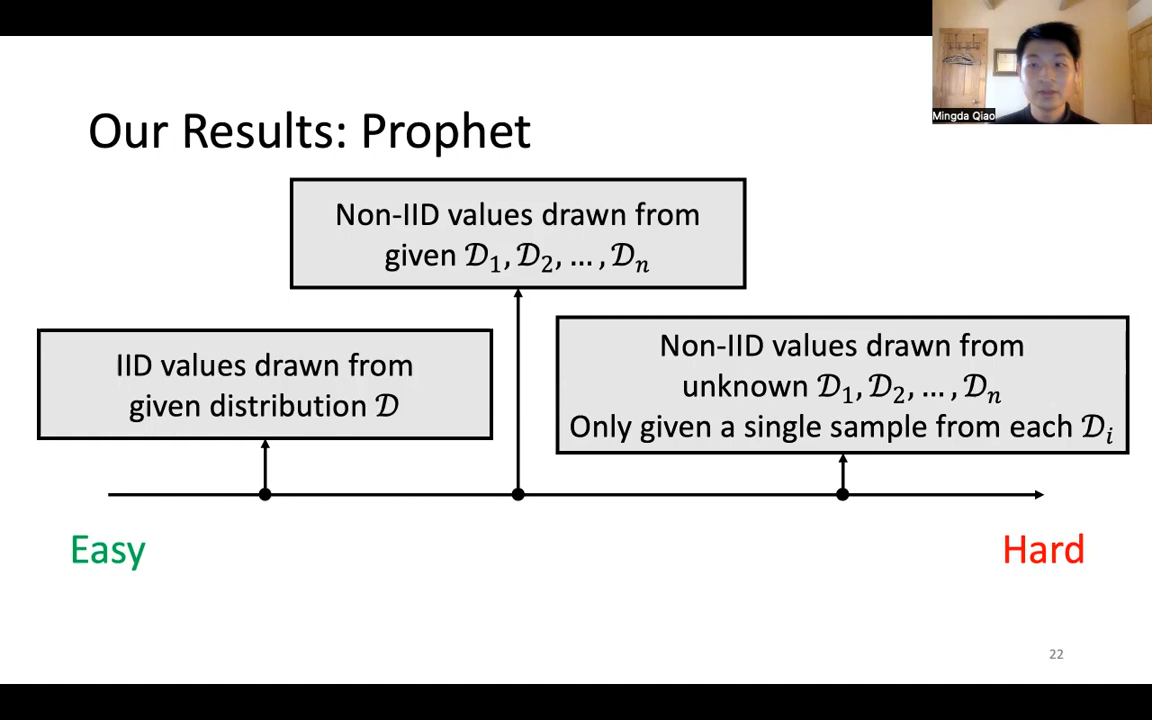 Mingda Qiao
Our Results: Prophet
Non-IID values drawn from
given 𝒟₁, 𝒟₂, … , 𝒟ₙ
IID values drawn from
given distribution 𝒟
Non-IID values drawn from
unknown 𝒟₁, 𝒟₂, … , 𝒟ₙ
Only given a single sample from each 𝒟ᵢ
Easy
Hard
22